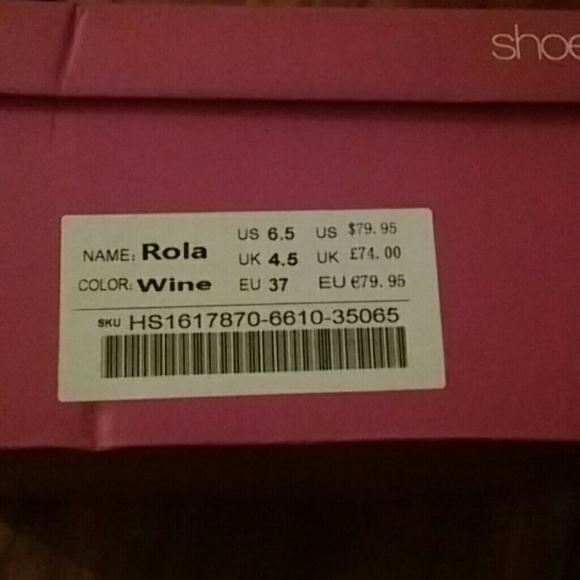 shoe
NAME: Rola
COLOR: Wine
US 6.5 US $79.95
UK 4.5 UK £74.00
EU 37 EU €79.95
SKU HS1617870-6610-35065